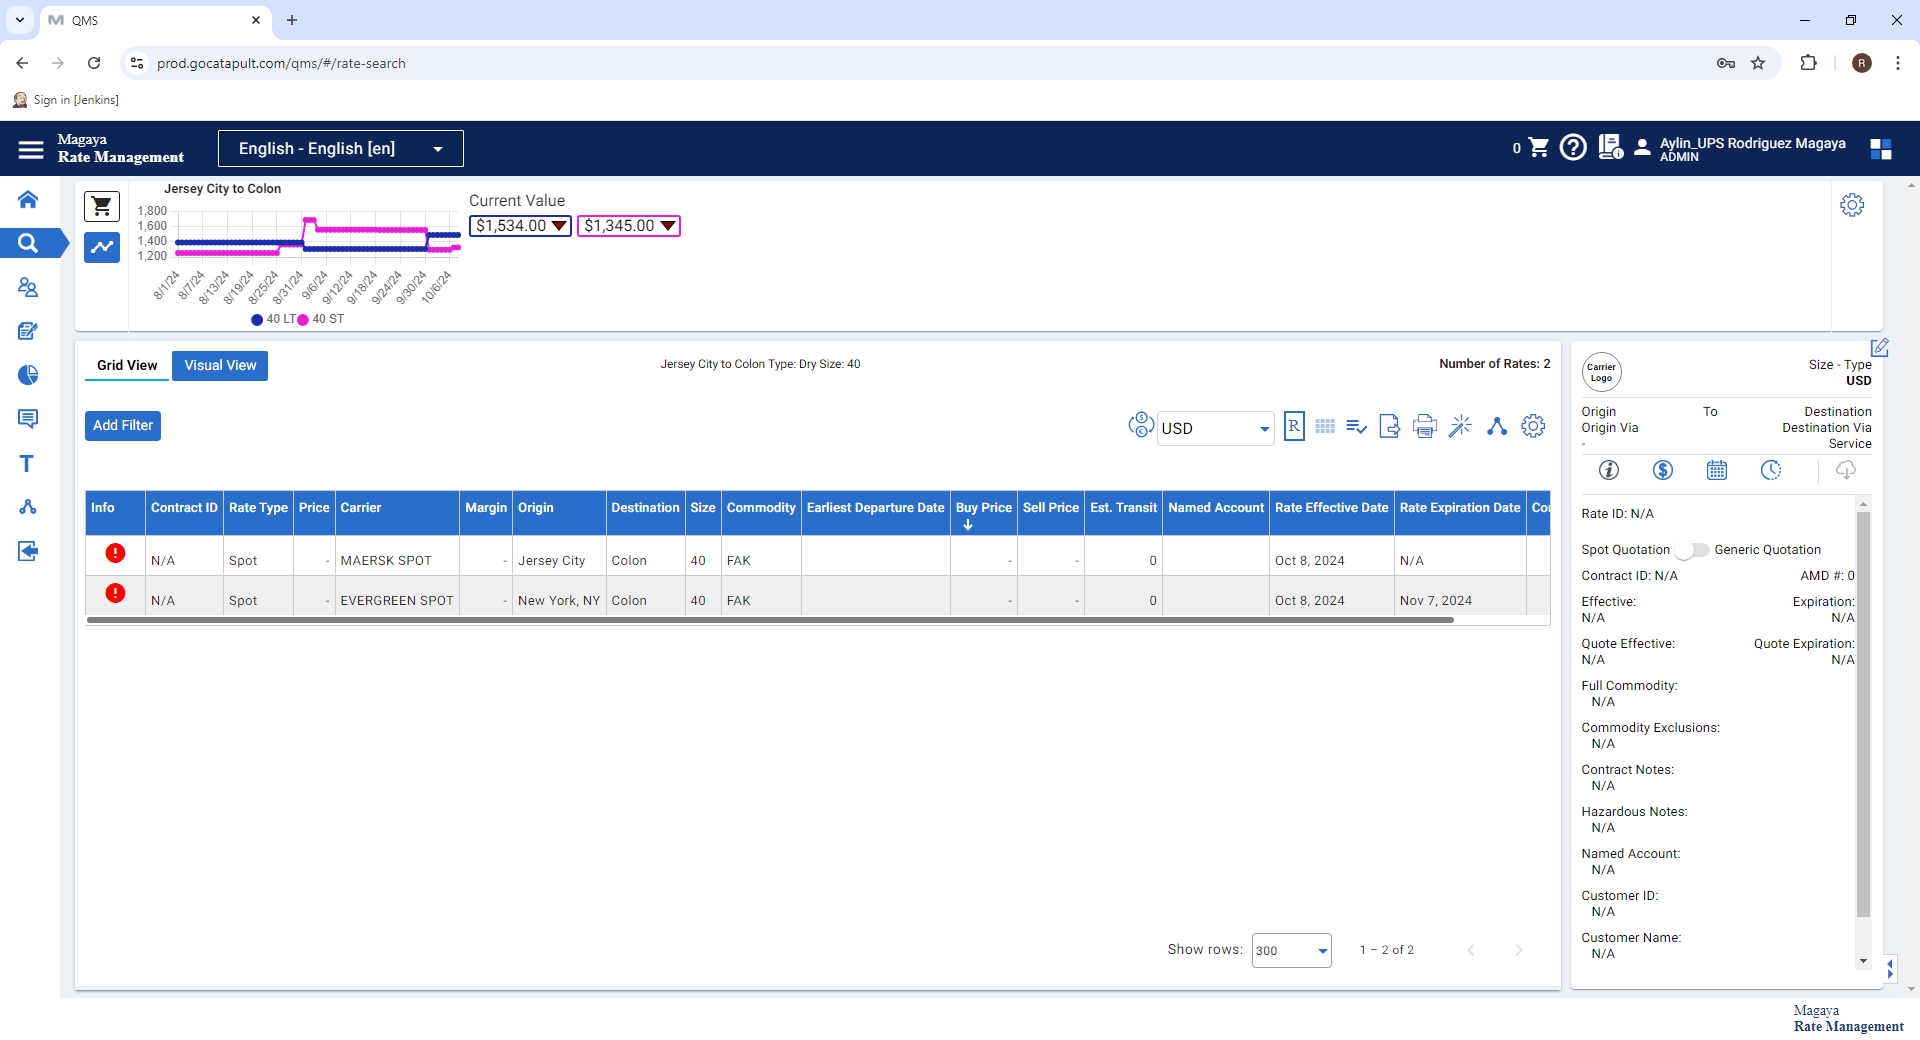 QMS
prod.gocatapult.com/qms/#/rate-search
R
Sign in [Jenkins]
Magaya
Rate Management
English - English [en]
0
Aylin_UPS Rodriguez Magaya
ADMIN
Jersey City to Colon
1,800
1,600
1,400
1,200
8/1/24
8/7/24
8/13/24
8/19/24
8/25/24
8/31/24
9/6/24
9/12/24
9/18/24
9/24/24
9/30/24
10/6/24
40 LT
40 ST
Current Value
$1,534.00
$1,345.00
Grid View
Visual View
Jersey City to Colon Type: Dry Size: 40
Number of Rates: 2
Add Filter
USD
R
Info Contract ID Rate Type Price Carrier Margin Origin Destination Size Commodity Earliest Departure Date Buy Price Sell Price Est. Transit Named Account Rate Effective Date Rate Expiration Date Co
N/A Spot - MAERSK SPOT - Jersey City Colon 40 FAK - - 0 Oct 8, 2024 N/A
N/A Spot - EVERGREEN SPOT - New York, NY Colon 40 FAK - - 0 Oct 8, 2024 Nov 7, 2024
Show rows: 300 1 – 2 of 2
Carrier
Logo
Size - Type
USD
Origin To Destination
Origin Via Destination Via
- Service
Rate ID: N/A
Spot Quotation Generic Quotation
Contract ID: N/A AMD #: 0
Effective: Expiration:
N/A N/A
Quote Effective: Quote Expiration:
N/A N/A
Full Commodity:
N/A
Commodity Exclusions:
N/A
Contract Notes:
N/A
Hazardous Notes:
N/A
Named Account:
N/A
Customer ID:
N/A
Customer Name:
N/A
Magaya
Rate Management